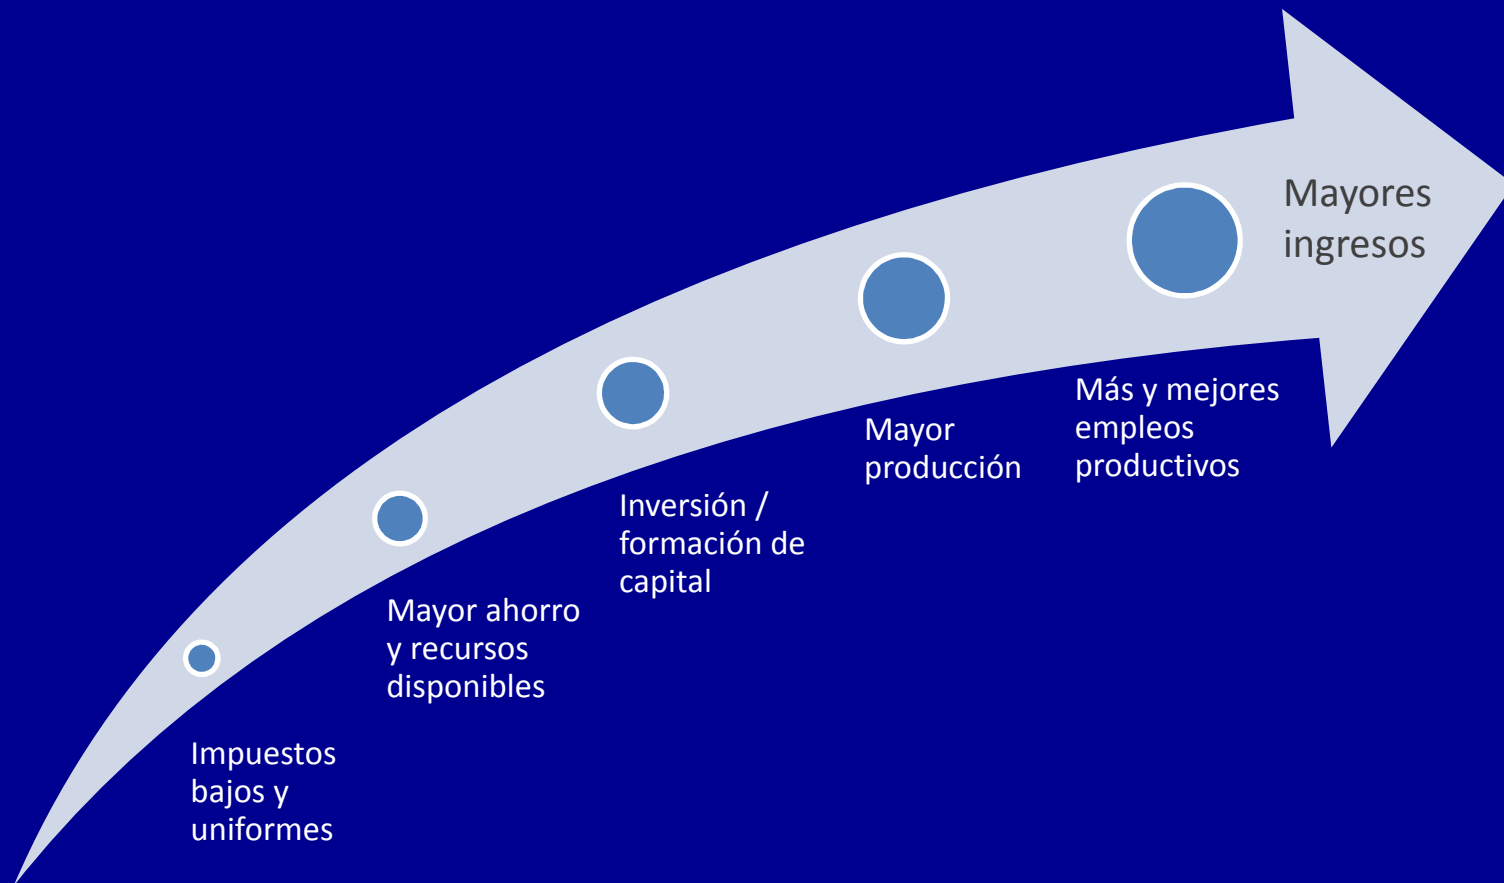 Impuestos
bajos y
uniformes
Mayor ahorro
y recursos
disponibles
Inversión /
formación de
capital
Mayor
producción
Más y mejores
empleos
productivos
Mayores
ingresos